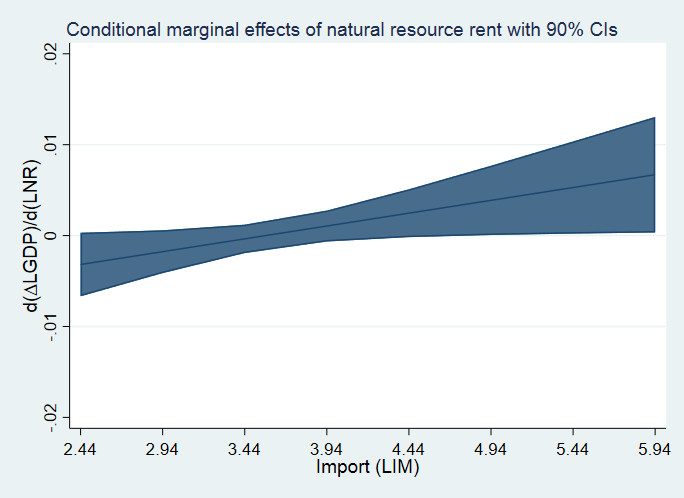 Conditional marginal effects of natural resource rent with 90% CIs
d(ΔLGDP)/d(LNR)
.02
.01
0
-.01
-.02
2.44 2.94 3.44 3.94 4.44 4.94 5.44 5.94
Import (LIM)